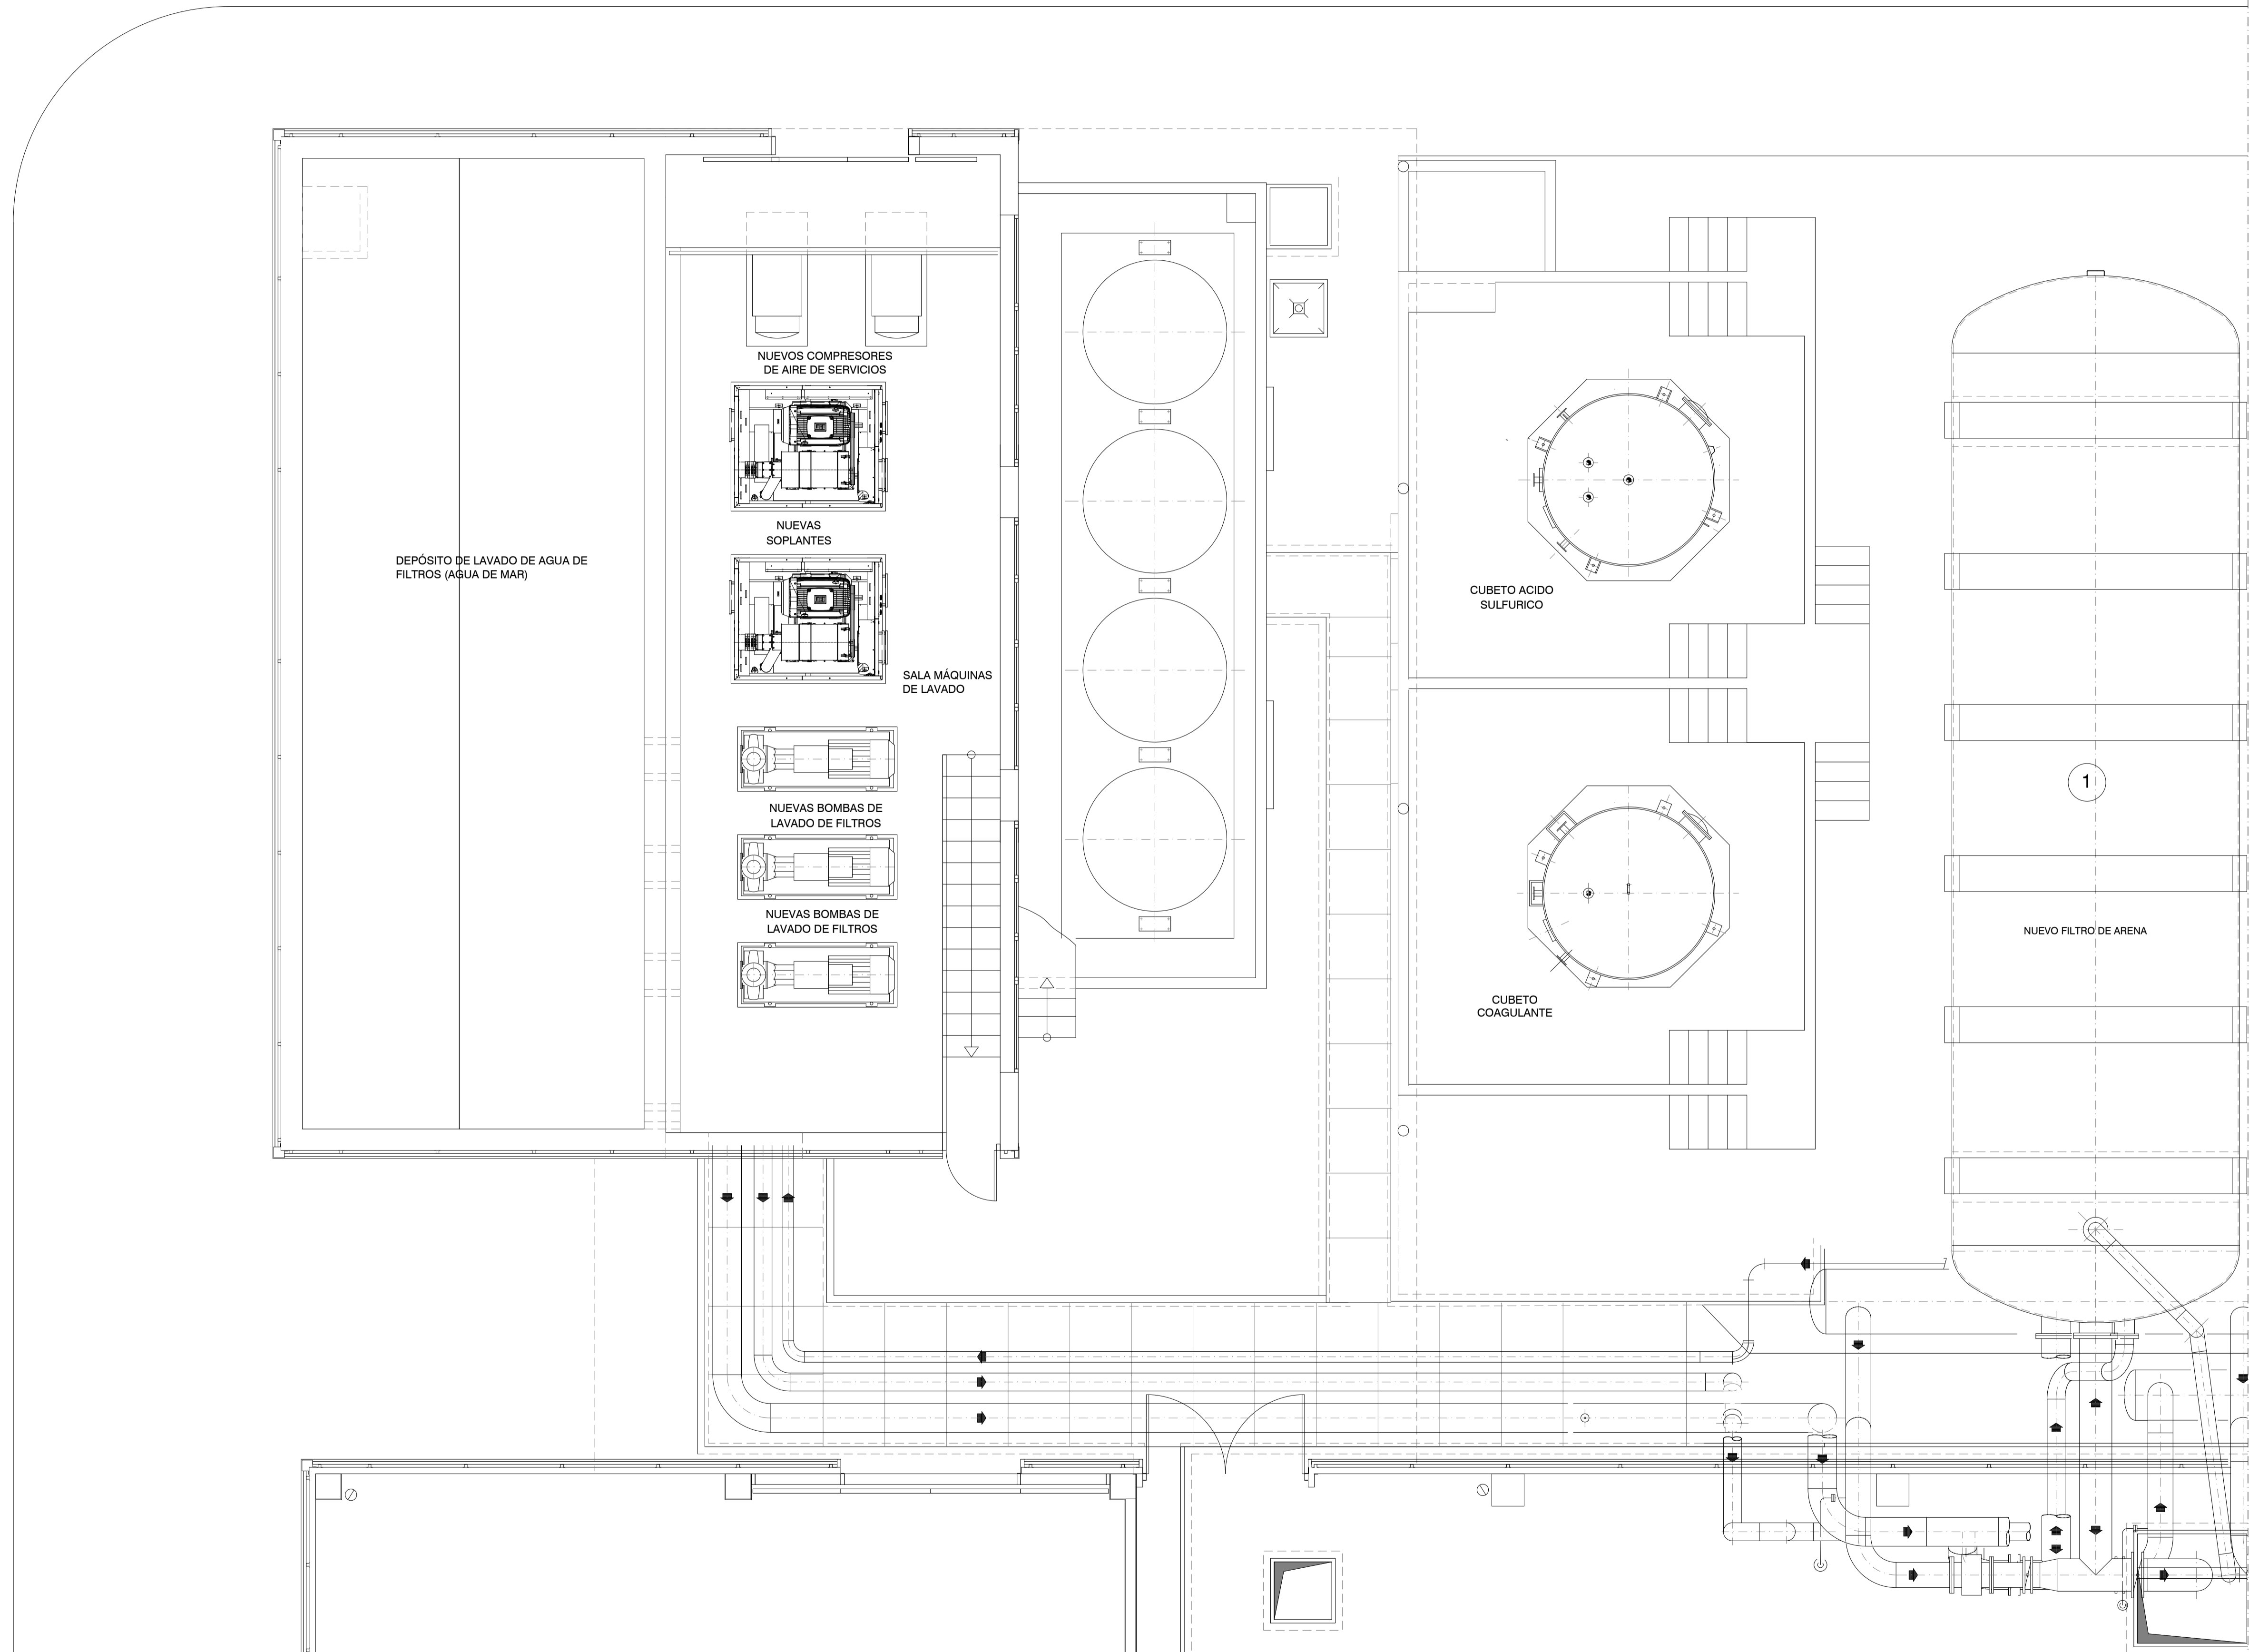 NUEVOS COMPRESORES
DE AIRE DE SERVICIOS
NUEVAS
SOPLANTES
DEPÓSITO DE LAVADO DE AGUA DE
FILTROS (AGUA DE MAR)
CUBETO ACIDO
SULFURICO
SALA MÁQUINAS
DE LAVADO
1
NUEVAS BOMBAS DE
LAVADO DE FILTROS
NUEVAS BOMBAS DE
LAVADO DE FILTROS
NUEVO FILTRO DE ARENA
CUBETO
COAGULANTE